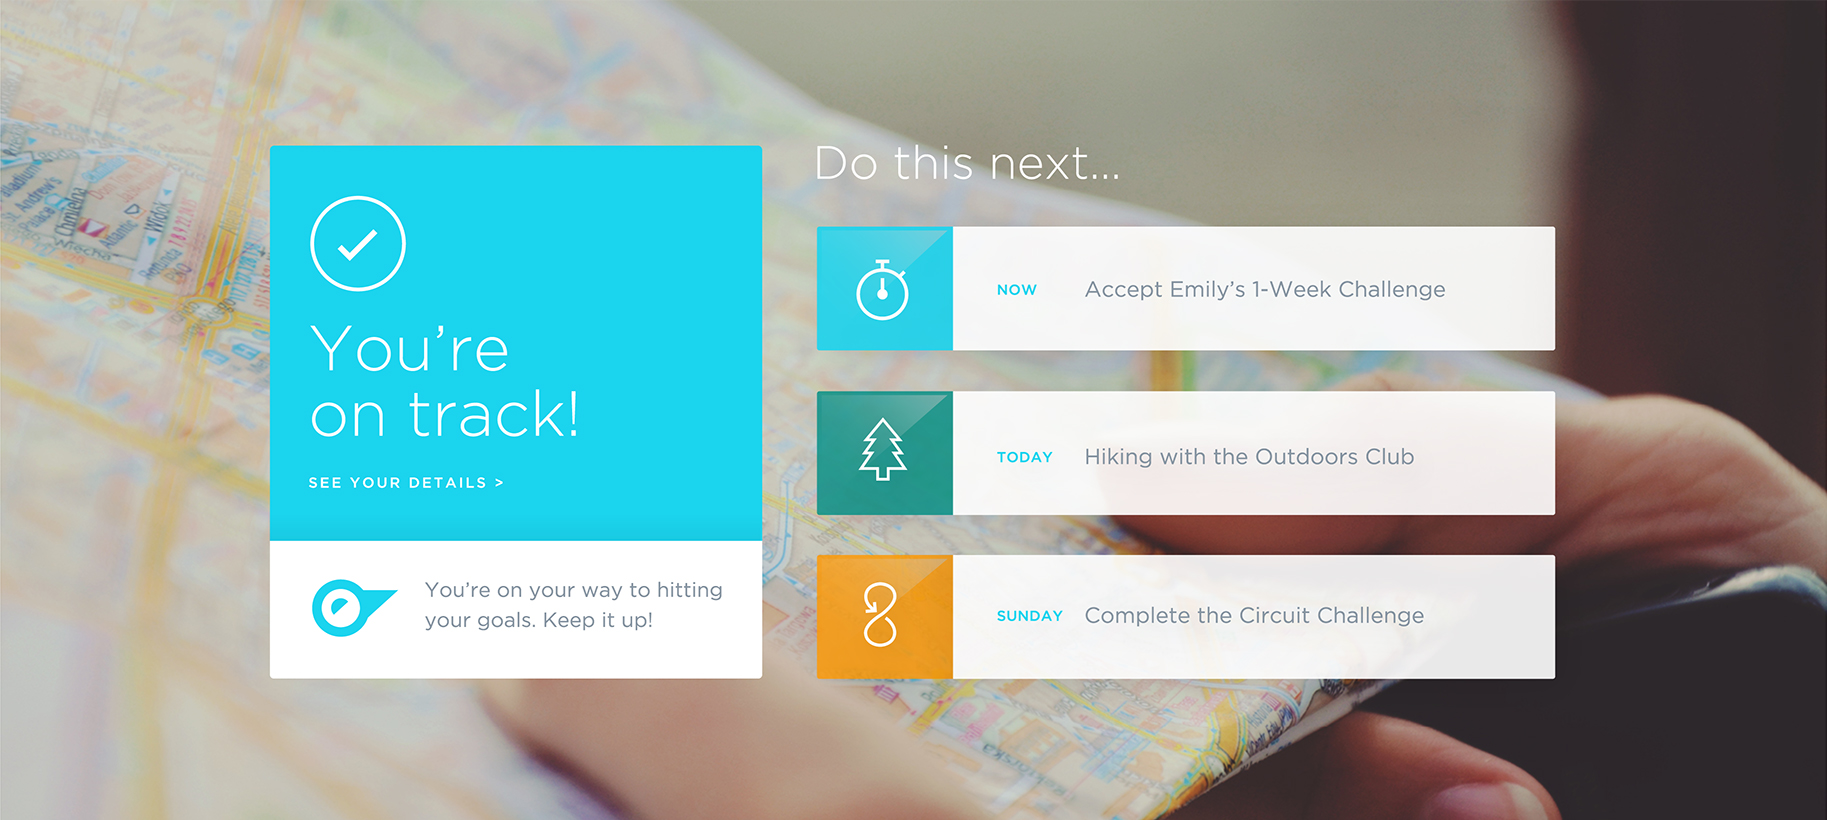 You’re
on track!
SEE YOUR DETAILS >
You’re on your way to hitting
your goals. Keep it up!
Do this next...
NOW Accept Emily’s 1-Week Challenge
TODAY Hiking with the Outdoors Club
SUNDAY Complete the Circuit Challenge